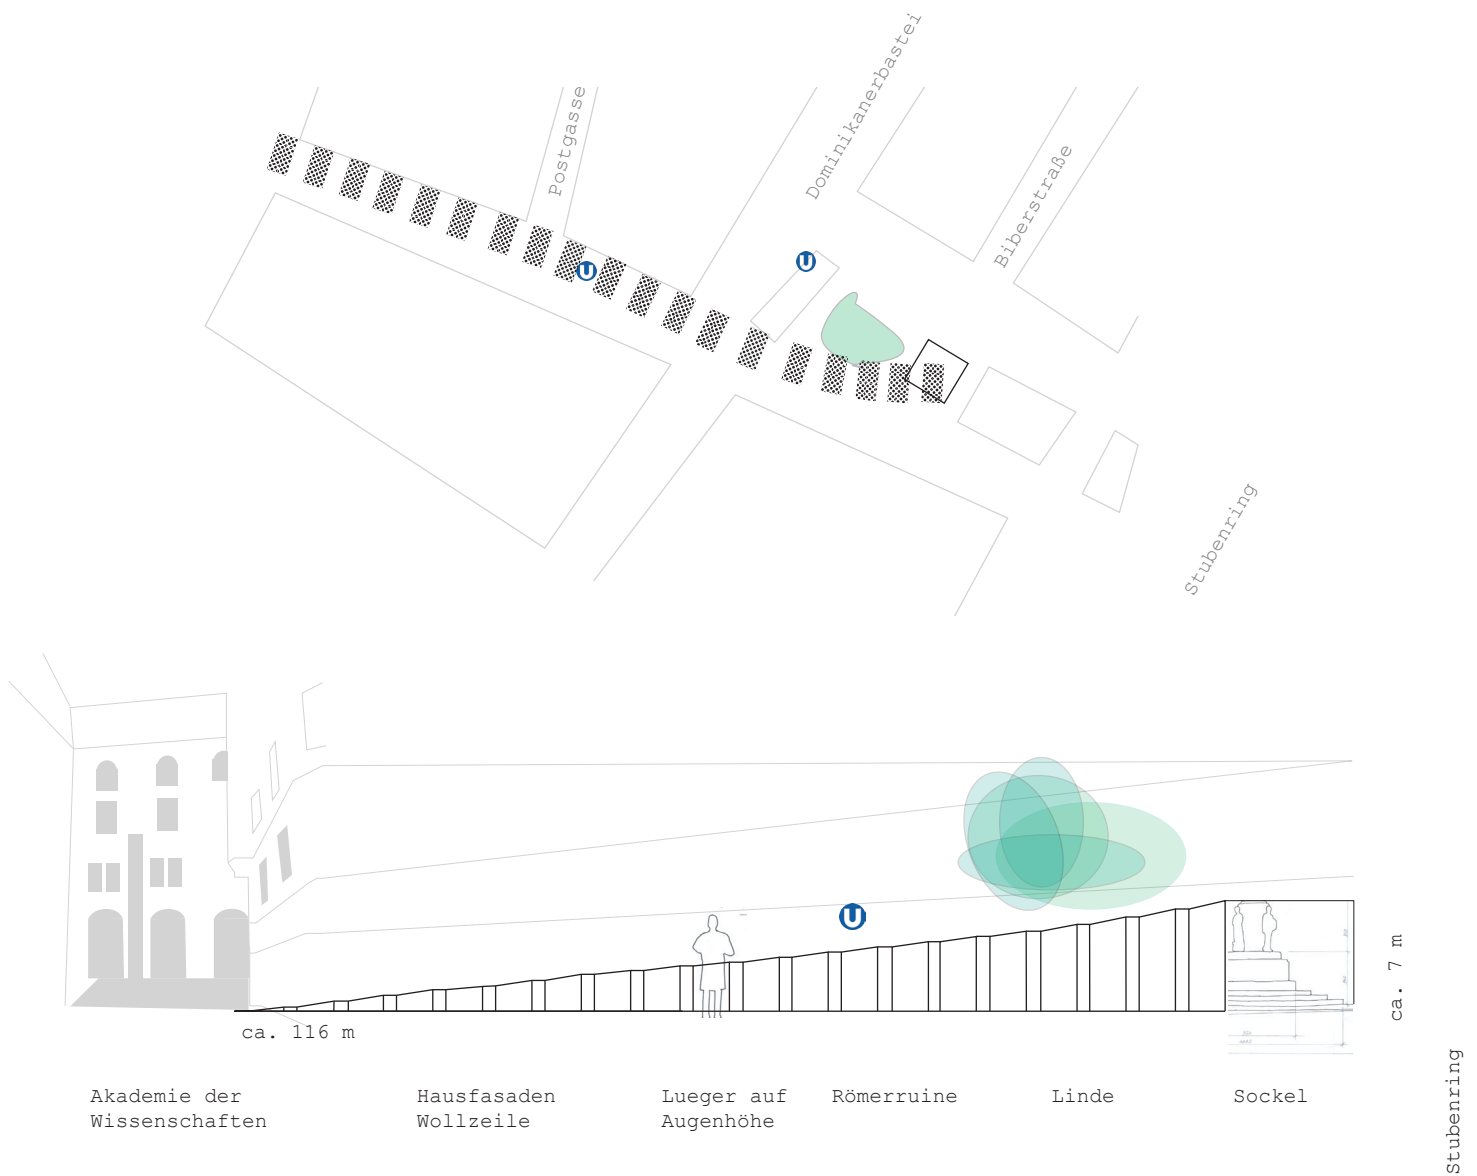 Postgasse
Dominikanerbastei
Biberstraße
Stubenring
U
U
U
ca. 116 m
ca. 7 m
Akademie der
Wissenschaften
Hausfasaden
Wollzeile
Lueger auf
Augenhöhe
Römerruine
Linde
Sockel
Stubenring